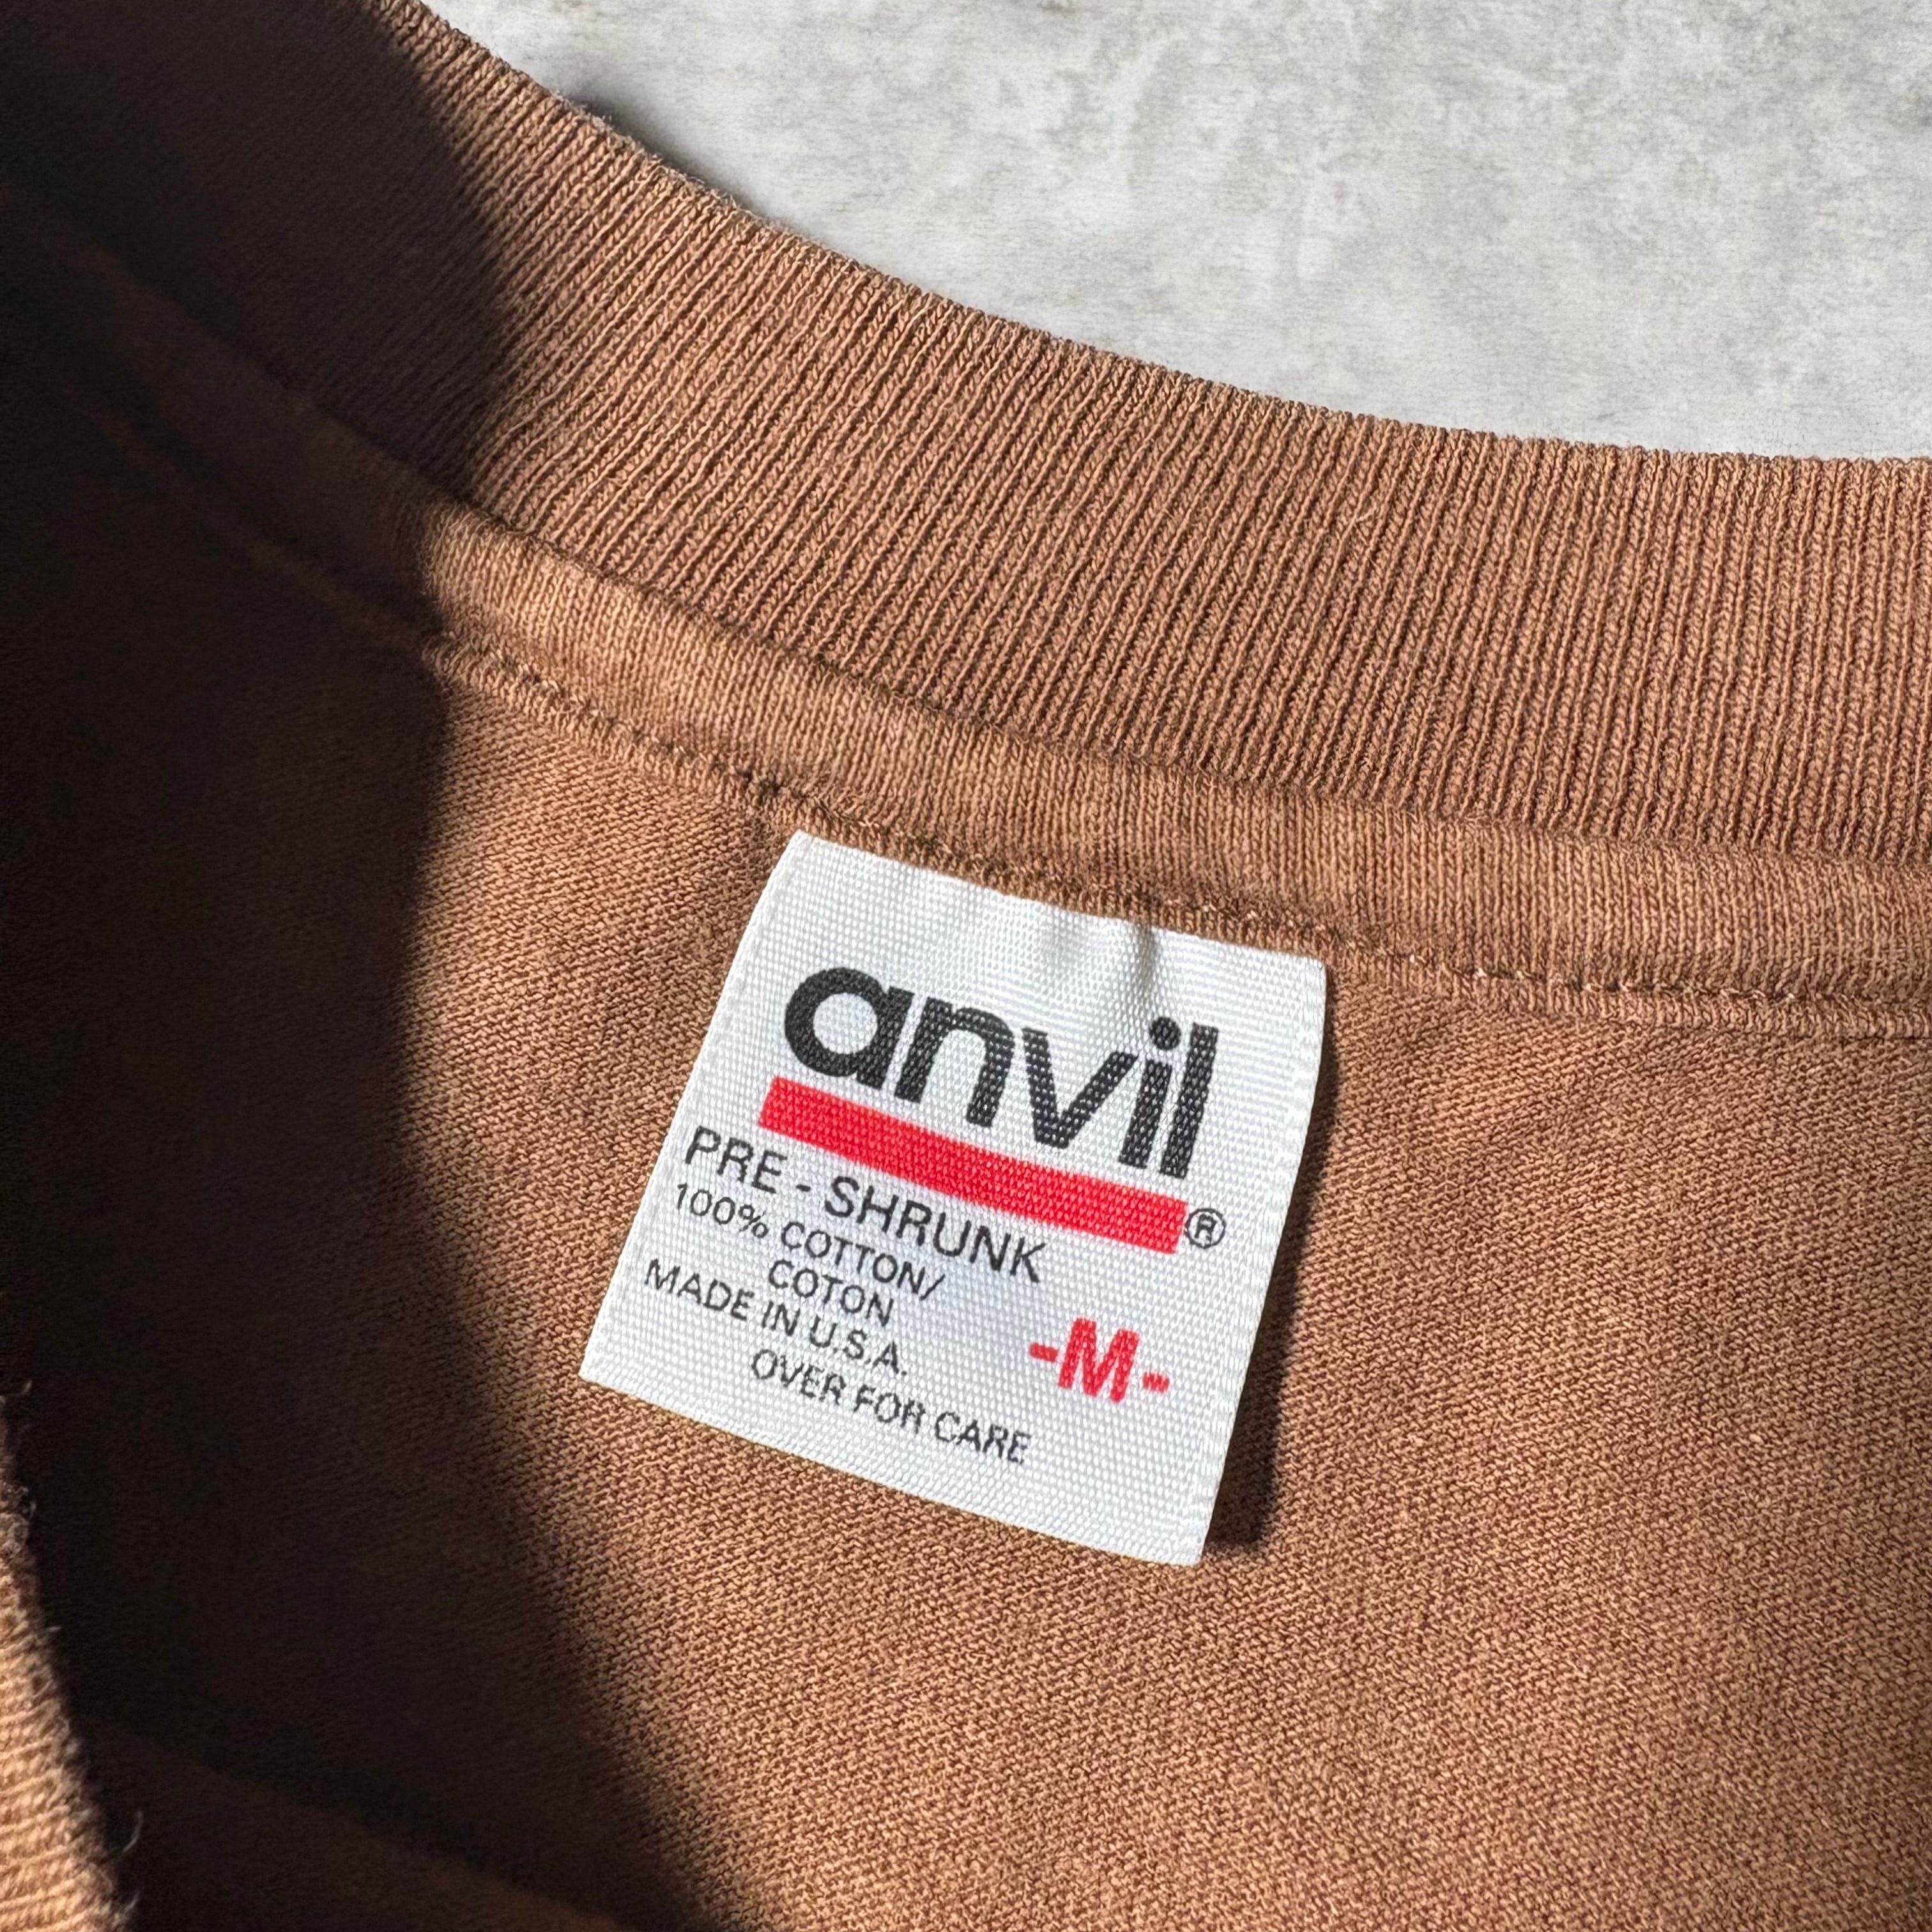 anvil®
PRE - SHRUNK
100% COTTON/
COTON
MADE IN U.S.A.
-M-
OVER FOR CARE